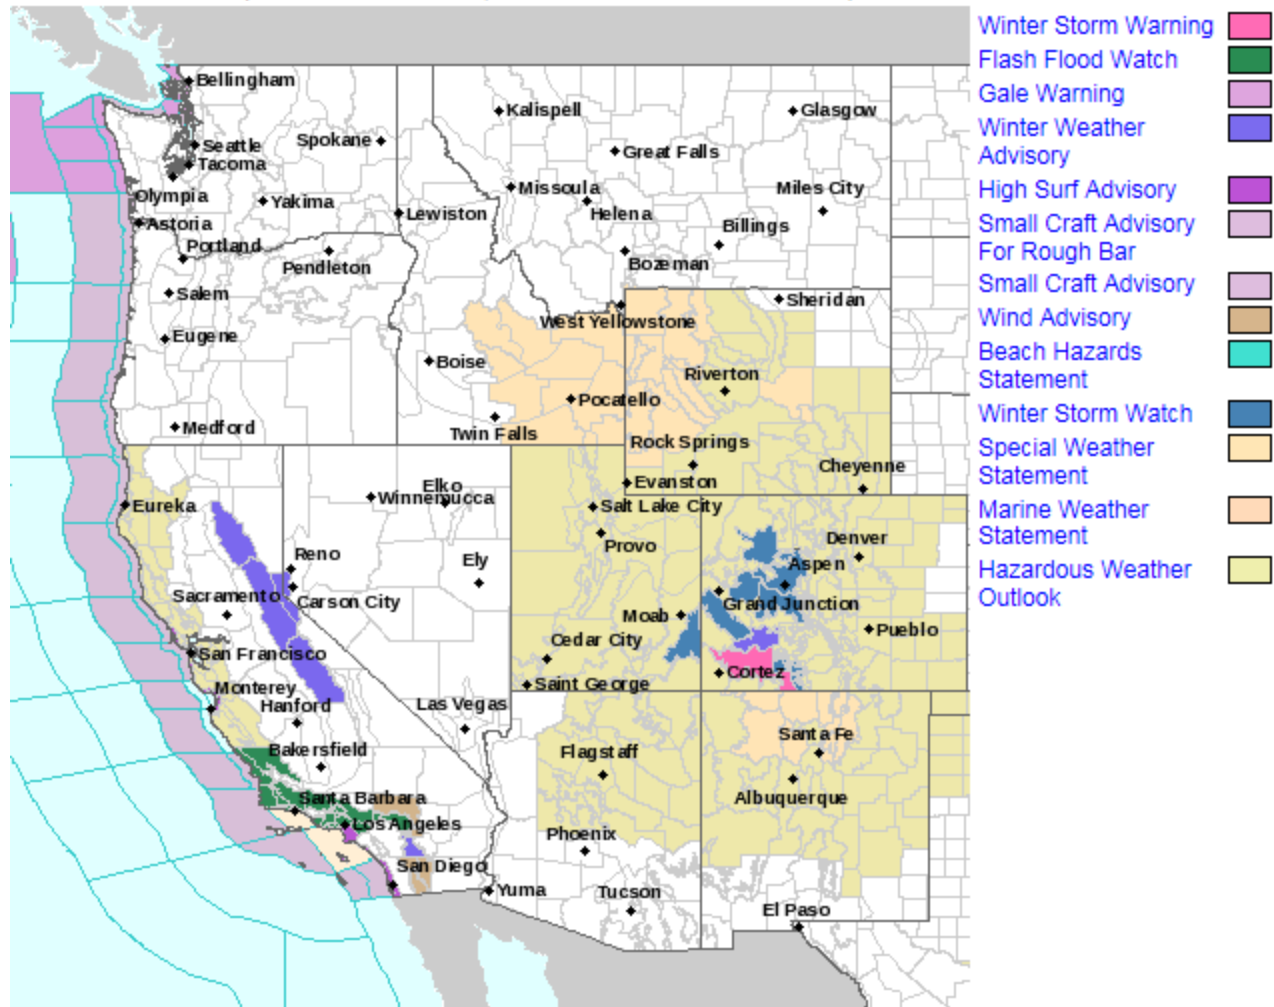 Bellingham
Kalispell
Glasgow
Spokane
Seattle
Great Falls
Tacoma
Missoula
Miles City
Olympia
Yakima
Helena
Lewiston
Astoria
Billings
Portland
Pendleton
Bozeman
Salem
Sheridan
West Yellowstone
Eugene
Boise
Riverton
Pocatello
Medford
Twin Falls
Rock Springs
Cheyenne
Evanston
Elko
Winnemucca
Eureka
Salt Lake City
Denver
Provo
Reno
Ely
Aspen
Sacramento
Carson City
Grand Junction
Moab
Pueblo
Cedar City
San Francisco
Cortez
Saint George
Monterey
Hanford
Las Vegas
Santa Fe
Bakersfield
Flagstaff
Santa Barbara
Albuquerque
Los Angeles
Phoenix
San Diego
Yuma
Tucson
El Paso
Winter Storm Warning
Flash Flood Watch
Gale Warning
Winter Weather
Advisory
High Surf Advisory
Small Craft Advisory
For Rough Bar
Small Craft Advisory
Wind Advisory
Beach Hazards
Statement
Winter Storm Watch
Special Weather
Statement
Marine Weather
Statement
Hazardous Weather
Outlook